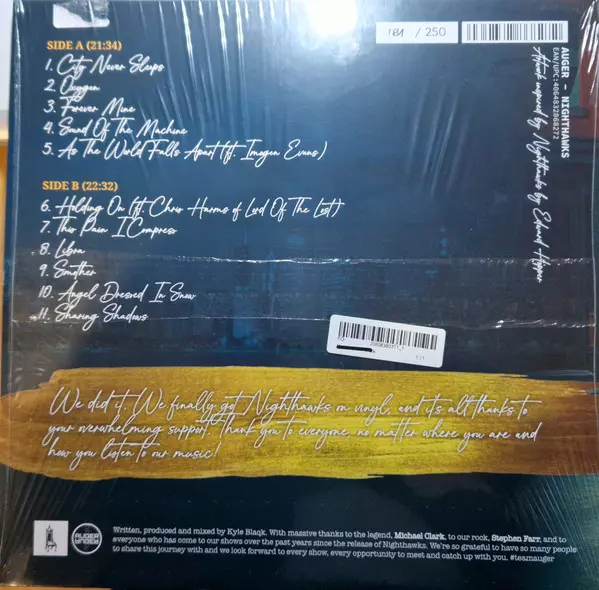 SIDE A (21:34)
1. City Never Sleeps
2. Oxygen
3. Forever Mine
4. Sound Of The Machine
5. As The World Falls Apart (ft. Imogen Evans)
SIDE B (22:32)
6. Holding On (ft. Chris Harms of Lord Of The Lost)
7. This Pain I Compress
8. Libra
9. Smother
10. Angel Dressed In Snow
11. Sharing Shadows
181 / 250
AUGER - NIGHTHAWKS
EAN/UPC: 4064832868272
Artwork inspired by Nighthawks by Edward Hopper
We did it. We finally got Nighthawks on vinyl, and it's all thanks to
your overwhelming support. Thank you to everyone, no matter where you are and
how you listen to our music!
AUGER
Written, produced and mixed by Kyle Blaqk. With massive thanks to the legend, Michael Clark, to our rock, Stephen Farr, and to
everyone who has come to our shows over the past years since the release of Nighthawks. We're so grateful to have so many people
to share this journey with and we look forward to every show, every opportunity to meet and catch up with you. #teamauger